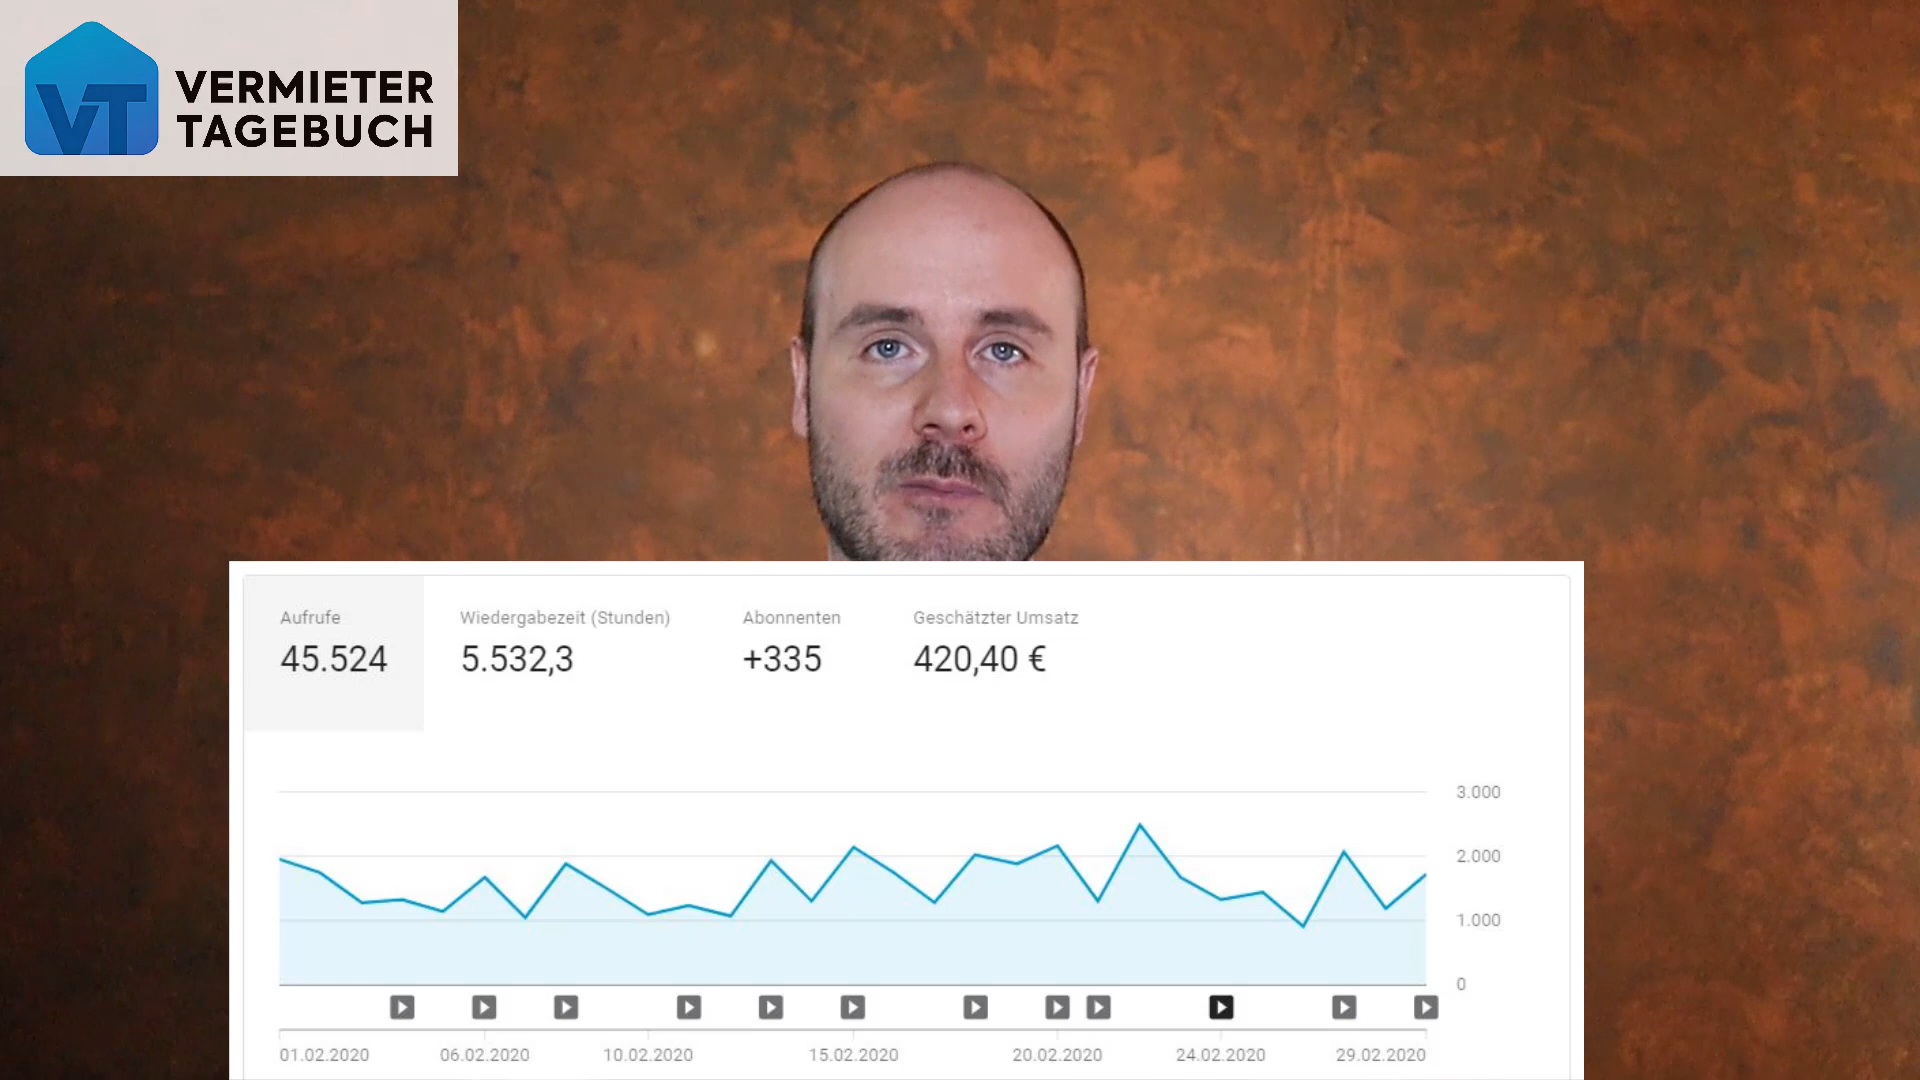 VT VERMIETER
TAGEBUCH
Aufrufe
45.524
Wiedergabezeit (Stunden)
5.532,3
Abonnenten
+335
Geschätzter Umsatz
420,40 €
3.000
2.000
1.000
0
01.02.2020 06.02.2020 10.02.2020 15.02.2020 20.02.2020 24.02.2020 29.02.2020